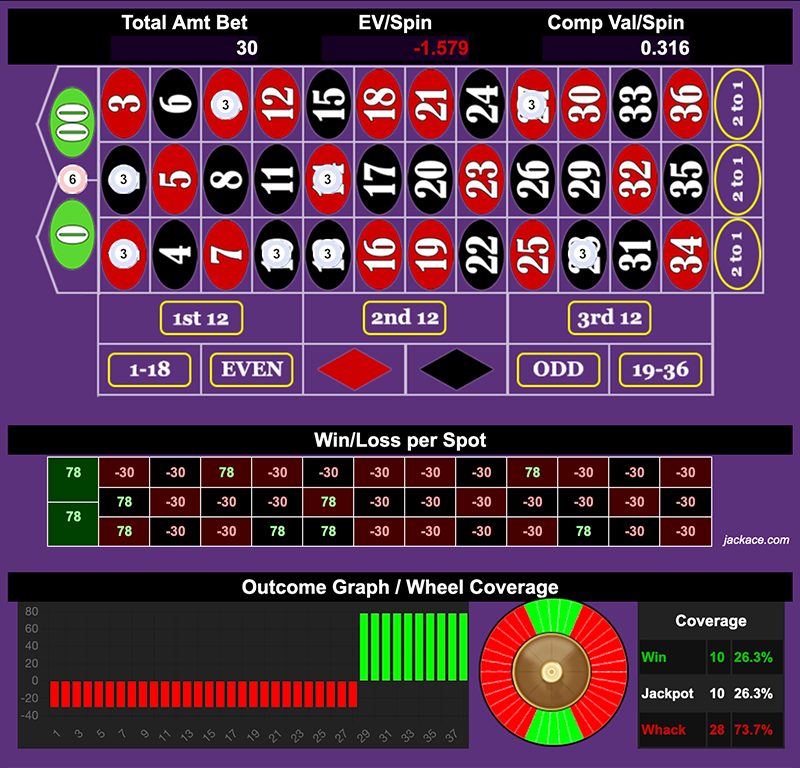 Total Amt Bet EV/Spin Comp Val/Spin
30 -1.579 0.316
00 3 6 3 12 15 18 21 24 3 30 33 36 2 to 1
6 3 5 8 11 3 17 20 23 26 29 32 35 2 to 1
0 3 4 7 3 3 16 19 22 25 3 31 34 2 to 1
1st 12 2nd 12 3rd 12
1-18 EVEN ODD 19-36
Win/Loss per Spot
78 -30 -30 78 -30 -30 -30 -30 -30 78 -30 -30 -30
78 -30 -30 -30 78 -30 -30 -30 -30 -30 -30 -30
78 78 -30 -30 78 78 -30 -30 -30 -30 78 -30 -30
jackace.com
Outcome Graph / Wheel Coverage
80
60
40
20
0
-20
-40
1 3 5 7 9 11 13 15 17 19 21 23 25 27 29 31 33 35 37
Coverage
Win 10 26.3%
Jackpot 10 26.3%
Whack 28 73.7%